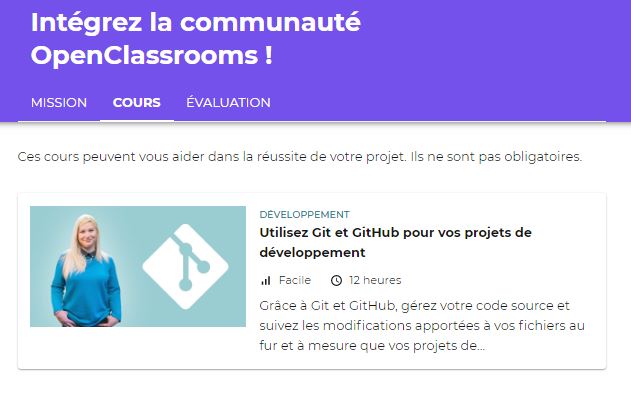 Intégrez la communauté
OpenClassrooms !
MISSION
COURS
ÉVALUATION
Ces cours peuvent vous aider dans la réussite de votre projet. Ils ne sont pas obligatoires.
DÉVELOPPEMENT
Utilisez Git et GitHub pour vos projets de
développement
Facile
12 heures
Grâce à Git et GitHub, gérez votre code source et
suivez les modifications apportées à vos fichiers au
fur et à mesure que vos projets de...